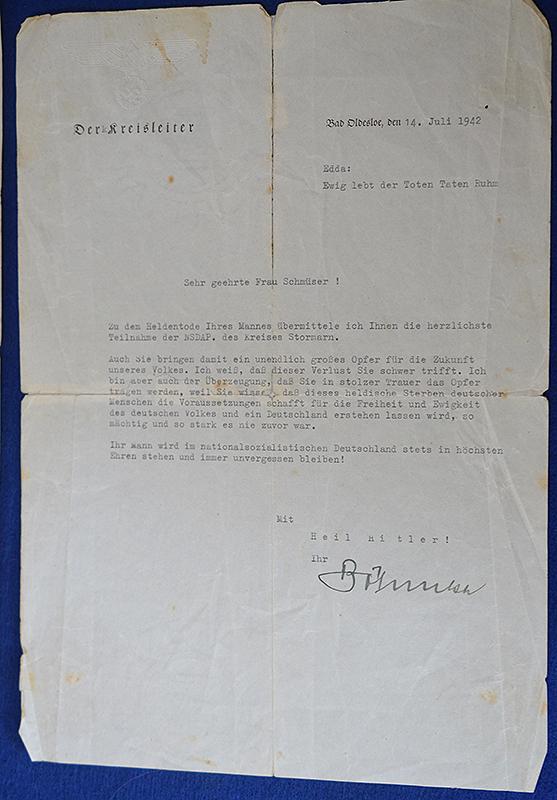 Der Kreisleiter
Bad Oldesloe, den 14. Juli 1942
Edda:
Ewig lebt der Toten Taten Ruhm
Sehr geehrte Frau Schmüser !
Zu dem Heldentode Ihres Mannes übermittele ich Ihnen die herzlichste
Teilnahme der NSDAP. des Kreises Stormarn.
Auch Sie bringen damit ein unendlich großes Opfer für die Zukunft
unseres Volkes. Ich weiß, daß dieser Verlust Sie schwer trifft. Ich
bin aber auch der Überzeugung, daß Sie in stolzer Trauer das Opfer
tragen werden, weil Sie wissen, daß dieses heldische Sterben deutscher
Menschen die Voraussetzungen schafft für die Freiheit und Ewigkeit
des deutschen Volkes und ein Deutschland erstehen lassen wird, so
mächtig und so stark es nie zuvor war.
Ihr Mann wird im nationalsozialistischen Deutschland stets in höchsten
Ehren stehen und immer unvergessen bleiben!
Mit
Heil Hitler!
Ihr